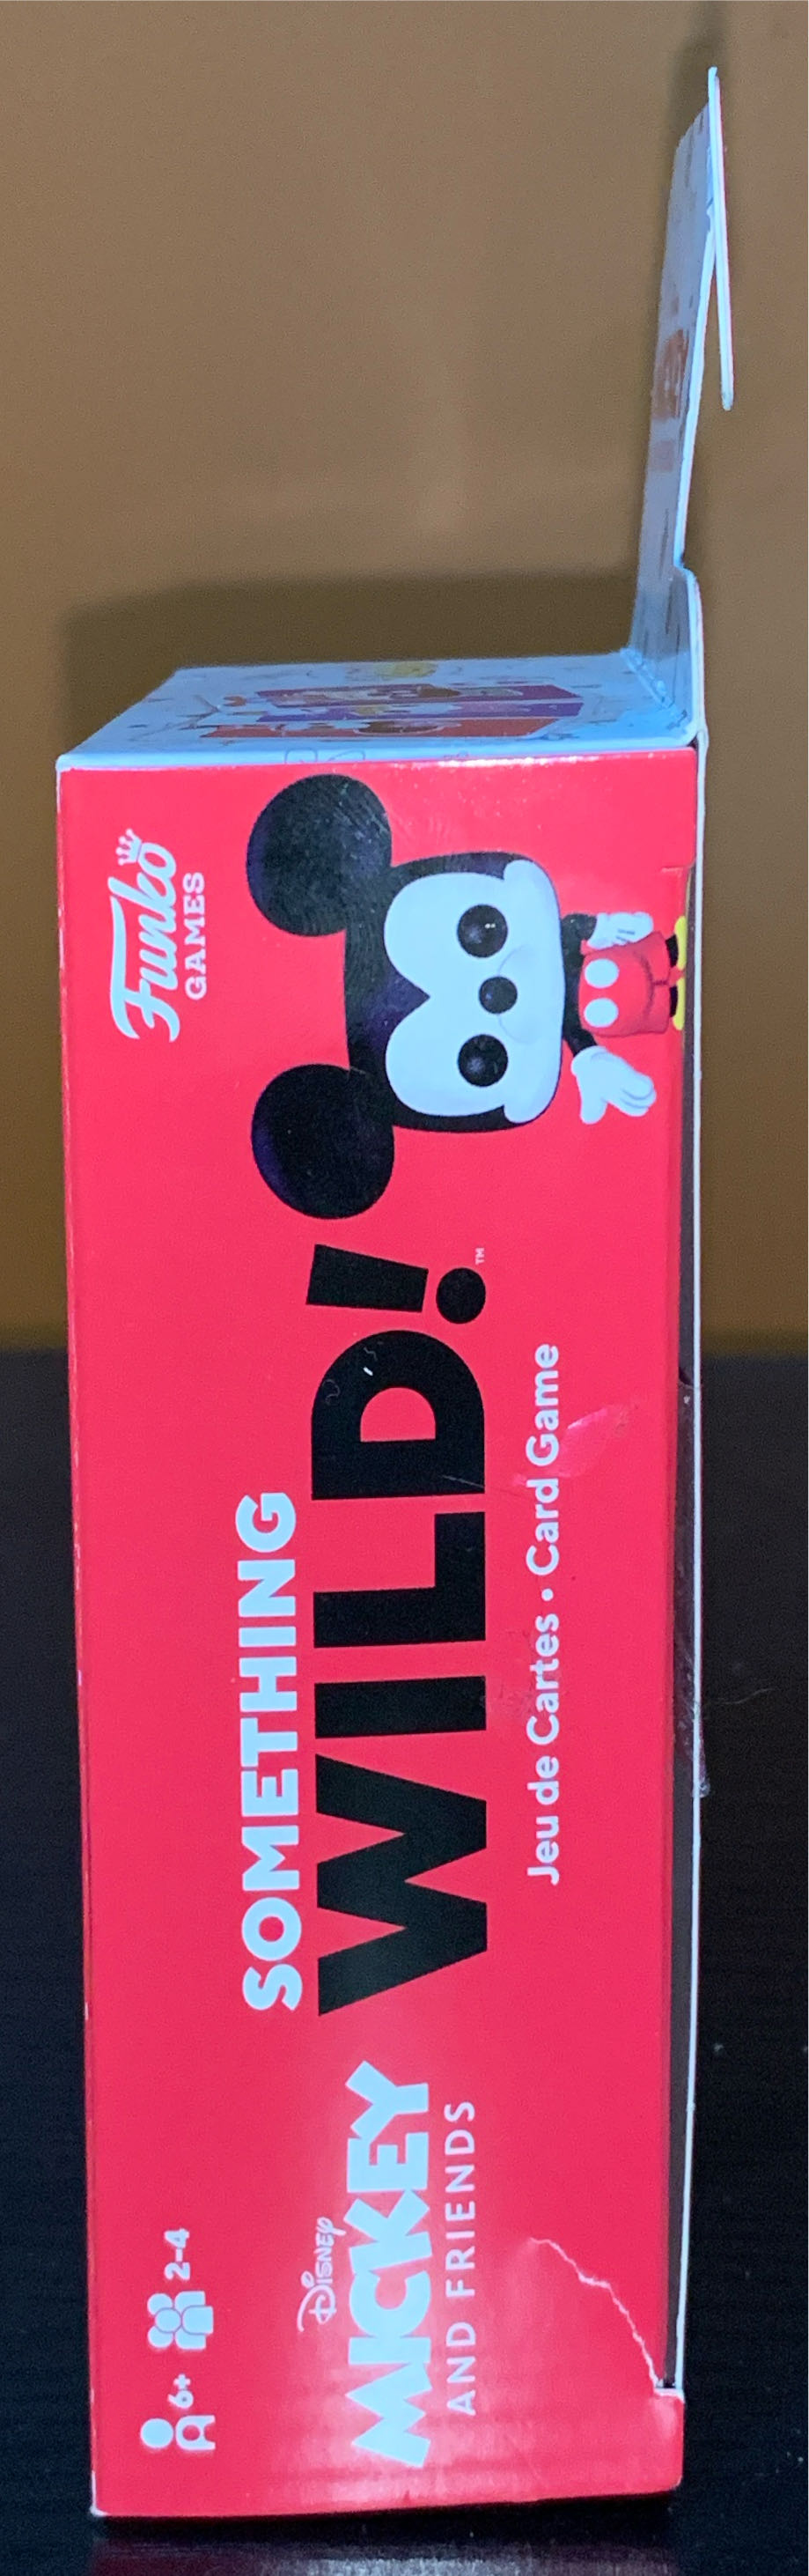 6+ 2-4
Disney
MICKEY
AND FRIENDS
SOMETHING
WILD!™
Jeu de Cartes • Card Game
Funko
GAMES